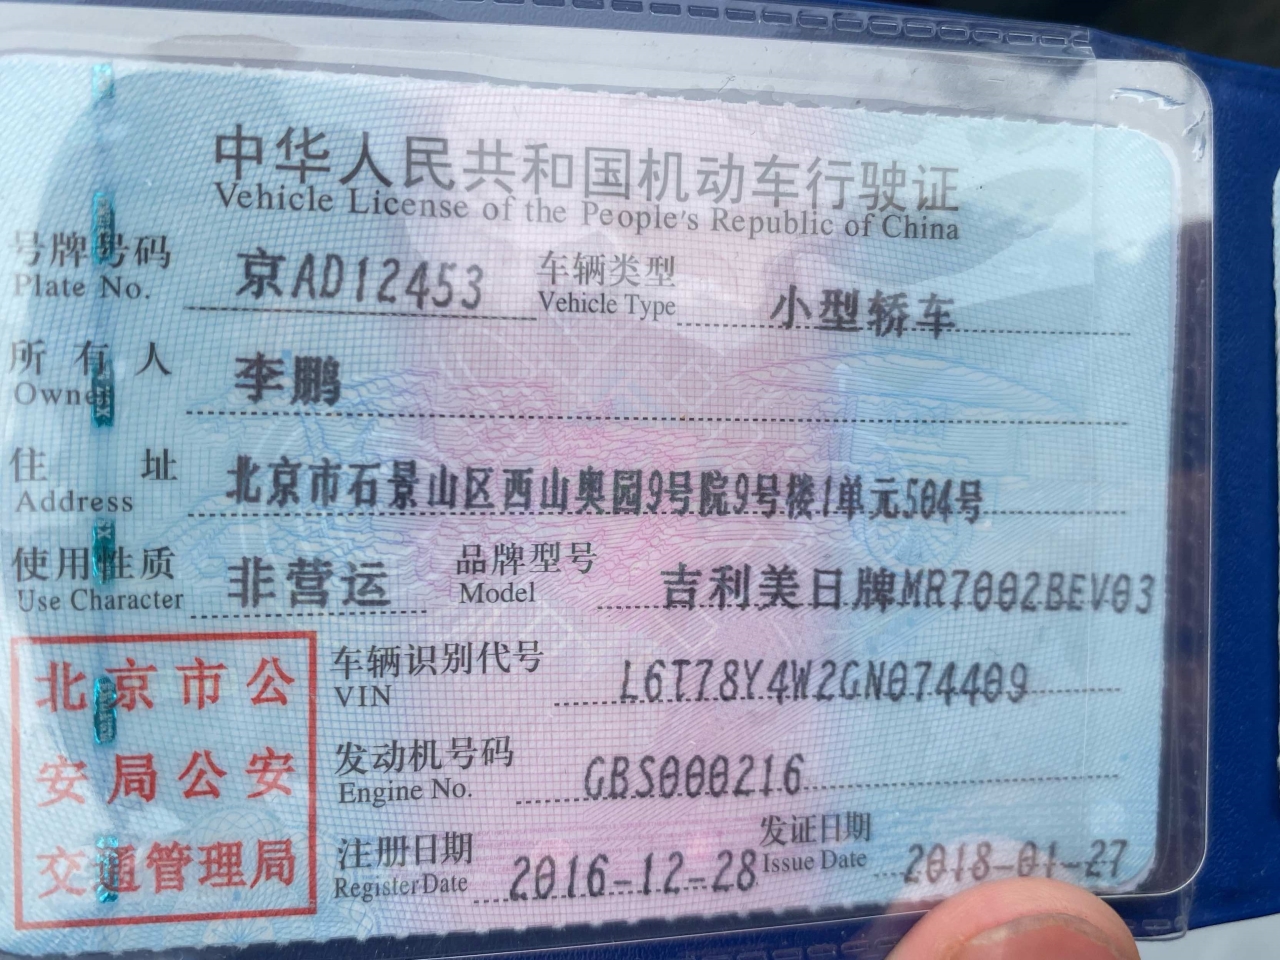 中华人民共和国机动车行驶证
Vehicle License of the People's Republic of China
号牌号码 京AD12453 车辆类型 小型轿车
Plate No. Vehicle Type
所有人 李鹏
Owner
住址 北京市石景山区西山奥园9号院9号楼1单元504号
Address
使用性质 非营运 品牌型号 吉利美日牌MR7002BEV03
Use Character Model
车辆识别代号 L6T78Y4W2GN074409
VIN
发动机号码 GBS000216
Engine No.
注册日期 2016-12-28 发证日期 2018-01-27
Register Date Issue Date
北京市公
安局公安
交通管理局